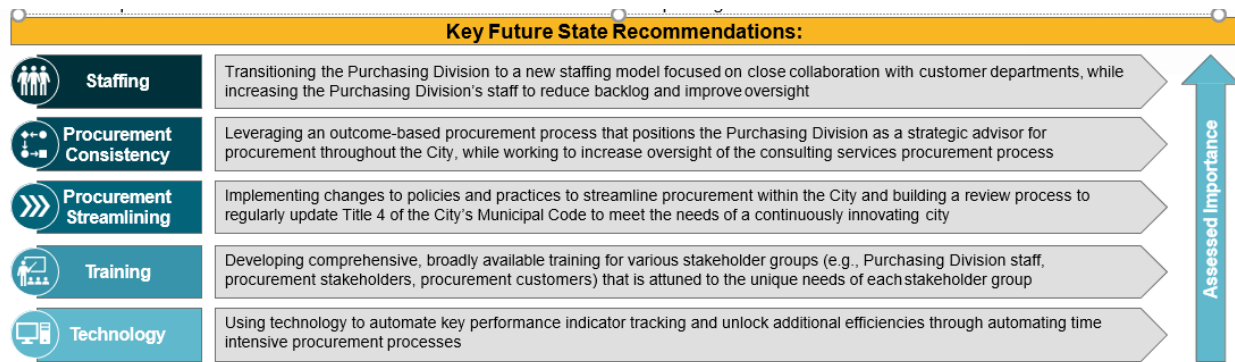 Key Future State Recommendations:
Staffing
Transitioning the Purchasing Division to a new staffing model focused on close collaboration with customer departments, while
increasing the Purchasing Division's staff to reduce backlog and improve oversight
Procurement
Consistency
Leveraging an outcome-based procurement process that positions the Purchasing Division as a strategic advisor for
procurement throughout the City, while working to increase oversight of the consulting services procurement process
Procurement
Streamlining
Implementing changes to policies and practices to streamline procurement within the City and building a review process to
regularly update Title 4 of the City's Municipal Code to meet the needs of a continuously innovating city
Training
Developing comprehensive, broadly available training for various stakeholder groups (e.g., Purchasing Division staff,
procurement stakeholders, procurement customers) that is attuned to the unique needs of each stakeholder group
Technology
Using technology to automate key performance indicator tracking and unlock additional efficiencies through automating time
intensive procurement processes
Assessed Importance